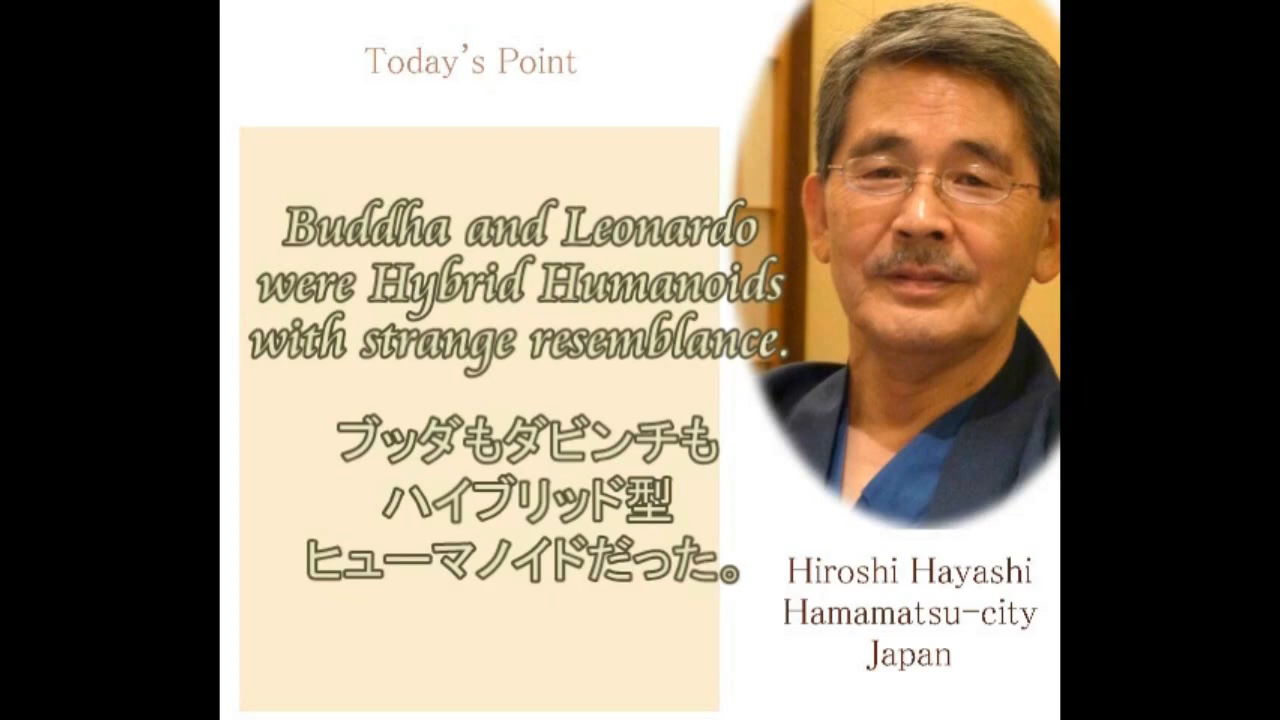 Today's Point
Buddha and Leonardo
were Hybrid Humanoids
with strange resemblance.
ブッダもダビンチも
ハイブリッド型
ヒューマノイドだった。
Hiroshi Hayashi
Hamamatsu-city
Japan